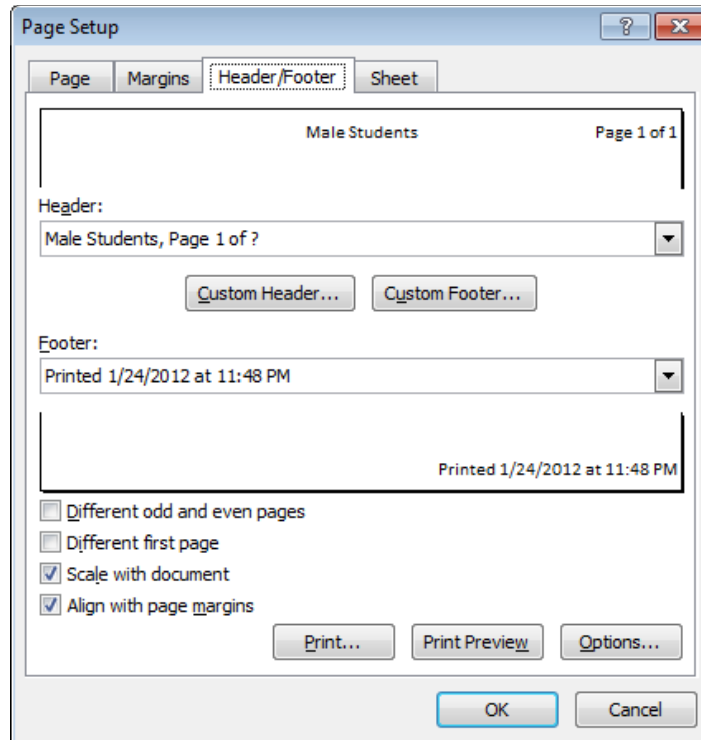 Page Setup
Page Margins Header/Footer Sheet
Male Students Page 1 of 1
Header:
Male Students, Page 1 of ?
Custom Header... Custom Footer...
Footer:
Printed 1/24/2012 at 11:48 PM
Printed 1/24/2012 at 11:48 PM
Different odd and even pages
Different first page
Scale with document
Align with page margins
Print... Print Preview Options...
OK Cancel